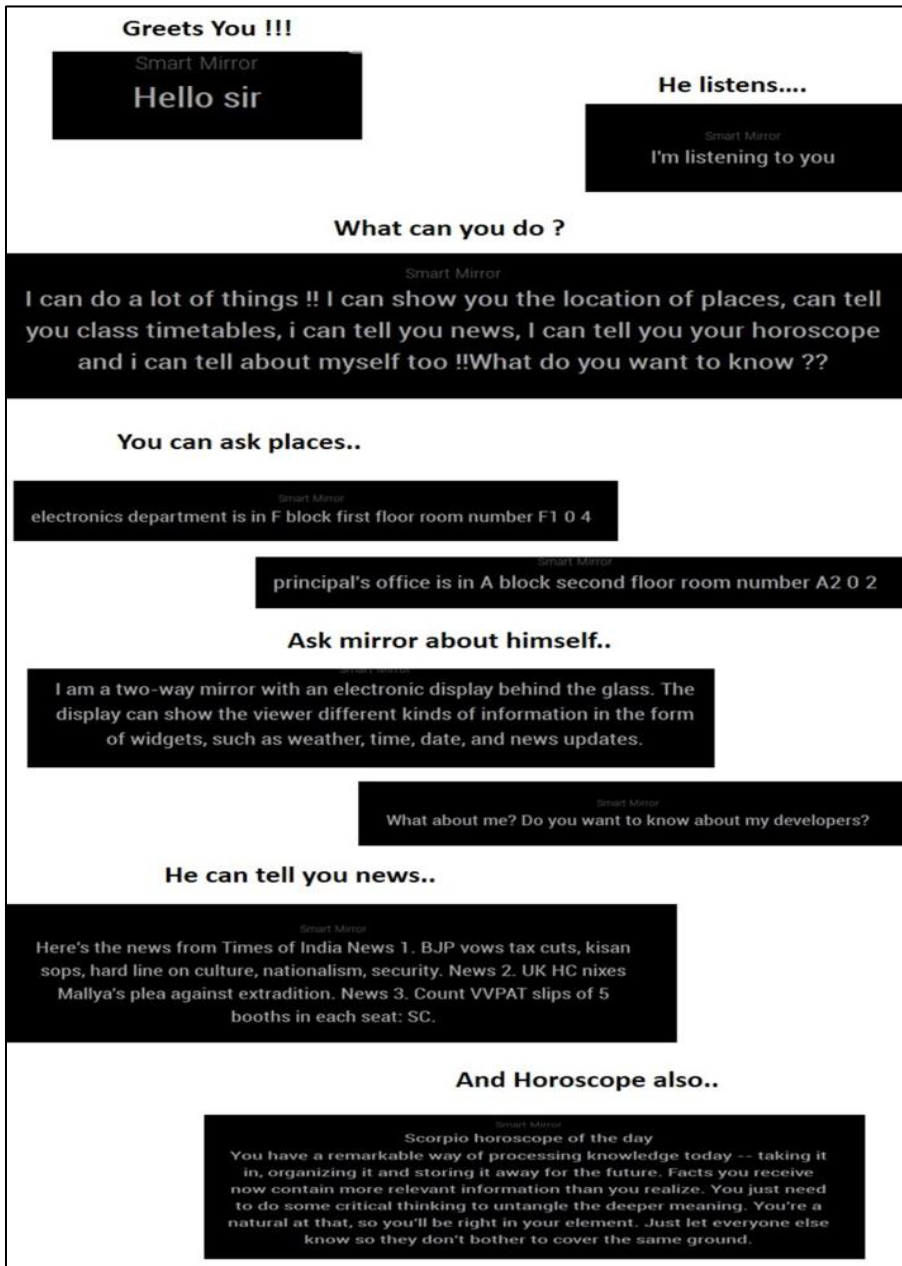 Greets You !!!
Smart Mirror
Hello sir
He listens....
Smart Mirror
I'm listening to you
What can you do ?
Smart Mirror
I can do a lot of things !! I can show you the location of places, can tell
you class timetables, i can tell you news, I can tell you your horoscope
and i can tell about myself too !!What do you want to know ??
You can ask places..
Smart Mirror
electronics department is in F block first floor room number F1 0 4
Smart Mirror
principal's office is in A block second floor room number A2 0 2
Ask mirror about himself..
Smart Mirror
I am a two-way mirror with an electronic display behind the glass. The
display can show the viewer different kinds of information in the form
of widgets, such as weather, time, date, and news updates.
Smart Mirror
What about me? Do you want to know about my developers?
He can tell you news..
Smart Mirror
Here's the news from Times of India News 1. BJP vows tax cuts, kisan
sops, hard line on culture, nationalism, security. News 2. UK HC nixes
Mallya's plea against extradition. News 3. Count VVPAT slips of 5
booths in each seat: SC.
And Horoscope also..
Smart Mirror
Scorpio horoscope of the day
You have a remarkable way of processing knowledge today -- taking it
in, organizing it and storing it away for the future. Facts you receive
now contain more relevant information than you realize. You just need
to do some critical thinking to untangle the deeper meaning. You're a
natural at that, so you'll be right in your element. Just let everyone else
know so they don't bother to cover the same ground.